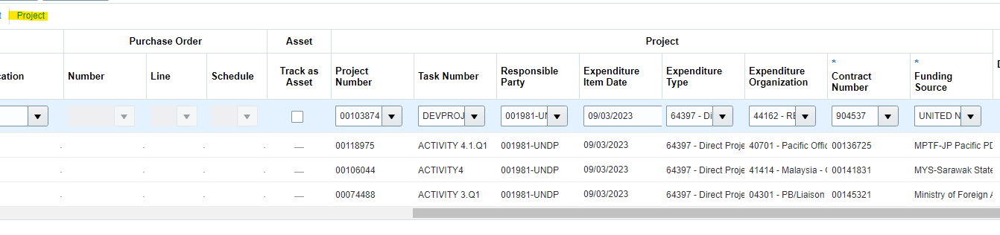 Project
Purchase Order Asset Project
cation Number Line Schedule Track as Asset Project Number Task Number Responsible Party Expenditure Item Date Expenditure Type Expenditure Organization * Contract Number * Funding Source
00103874 DEVPROJ 001981-UN 09/03/2023 64397 - Di 44162 - RE 904537 UNITED N
. . . . — 00118975 ACTIVITY 4.1.Q1 001981-UNDP 09/03/2023 64397 - Direct Proje 40701 - Pacific Offic 00136725 MPTF-JP Pacific PD
. . . . — 00106044 ACTIVITY4 001981-UNDP 09/03/2023 64397 - Direct Proje 41414 - Malaysia - C 00141831 MYS-Sarawak State
. . . . — 00074488 ACTIVITY 3.Q1 001981-UNDP 09/03/2023 64397 - Direct Proje 04301 - PB/Liaison 00145321 Ministry of Foreign A